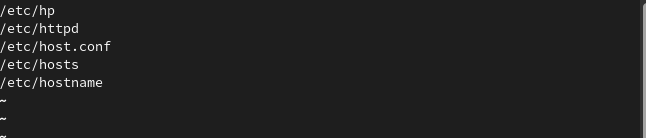 /etc/hp
/etc/httpd
/etc/host.conf
/etc/hosts
/etc/hostname
~
~
~